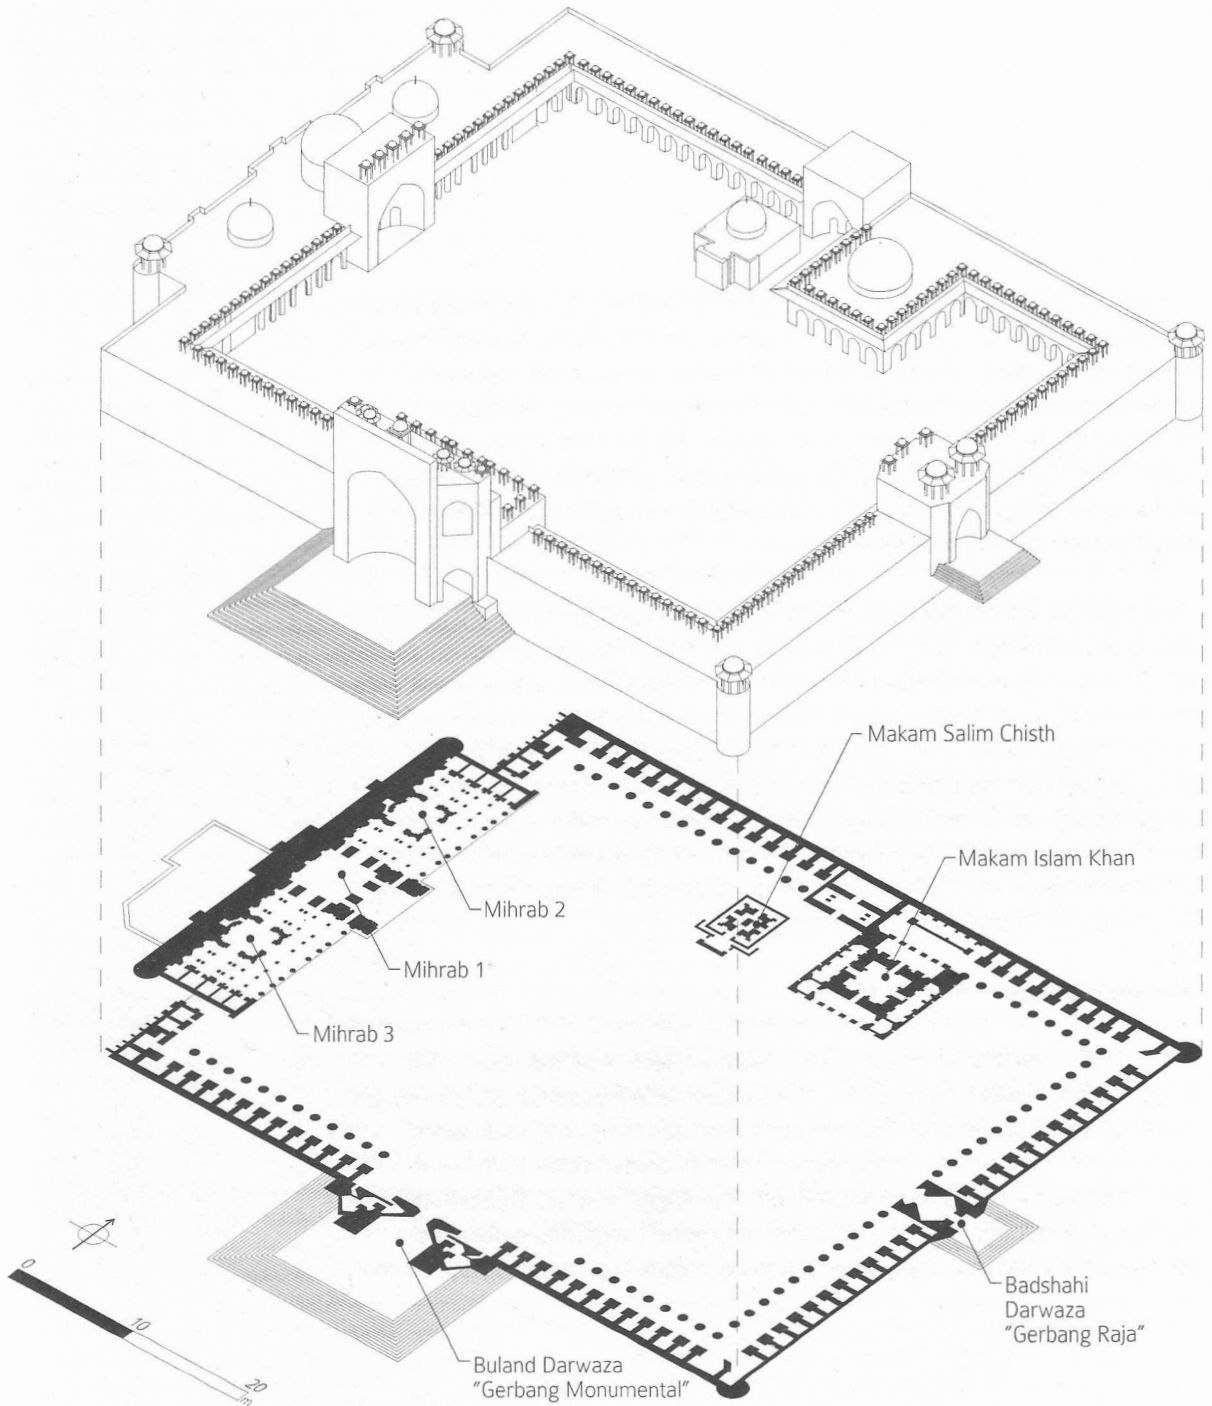 Makam Salim Chisth
Makam Islam Khan
Mihrab 2
Mihrab 1
Mihrab 3
Badshahi
Darwaza
"Gerbang Raja"
Buland Darwaza
"Gerbang Monumental"
0
10
20
m